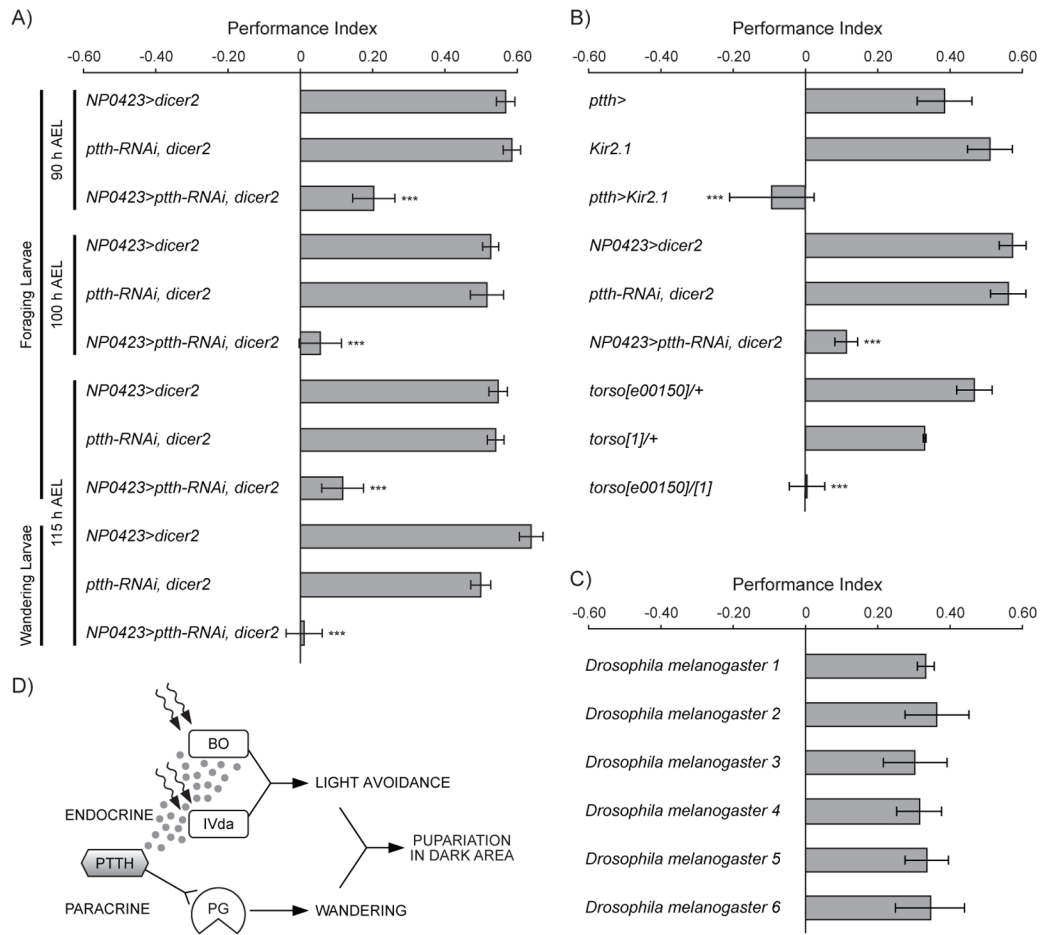 A)
Performance Index
-0.60 -0.40 -0.20 0 0.20 0.40 0.60
Foraging Larvae
Wandering Larvae
90 h AEL
100 h AEL
115 h AEL
NP0423>dicer2
ptth-RNAi, dicer2
NP0423>ptth-RNAi, dicer2 ***
NP0423>dicer2
ptth-RNAi, dicer2
NP0423>ptth-RNAi, dicer2 ***
NP0423>dicer2
ptth-RNAi, dicer2
NP0423>ptth-RNAi, dicer2 ***
NP0423>dicer2
ptth-RNAi, dicer2
NP0423>ptth-RNAi, dicer2 ***
B)
Performance Index
-0.60 -0.40 -0.20 0 0.20 0.40 0.60
ptth>
Kir2.1
ptth>Kir2.1 ***
NP0423>dicer2
ptth-RNAi, dicer2
NP0423>ptth-RNAi, dicer2 ***
torso[e00150]/+
torso[1]/+
torso[e00150]/[1] ***
C)
Performance Index
-0.60 -0.40 -0.20 0 0.20 0.40 0.60
Drosophila melanogaster 1
Drosophila melanogaster 2
Drosophila melanogaster 3
Drosophila melanogaster 4
Drosophila melanogaster 5
Drosophila melanogaster 6
D)
BO
LIGHT AVOIDANCE
ENDOCRINE
IVda
PUPARIATION
IN DARK AREA
PTTH
PARACRINE
PG
WANDERING